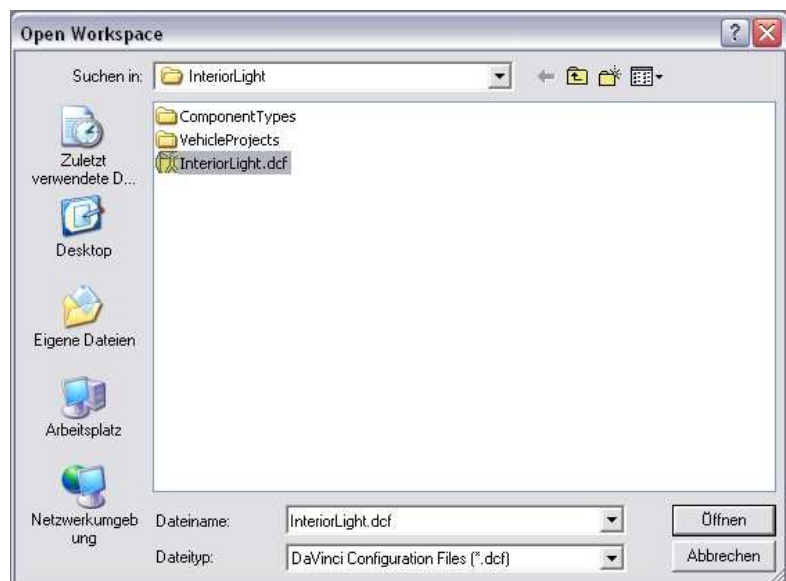 Open Workspace
Suchen in:
InteriorLight
ComponentTypes
VehicleProjects
InteriorLight.dcf
Zuletzt
verwendete D...
Desktop
Eigene Dateien
Arbeitsplatz
Netzwerkumgeb
ung
Dateiname:
InteriorLight.dcf
Öffnen
Dateityp:
DaVinci Configuration Files (*.dcf)
Abbrechen